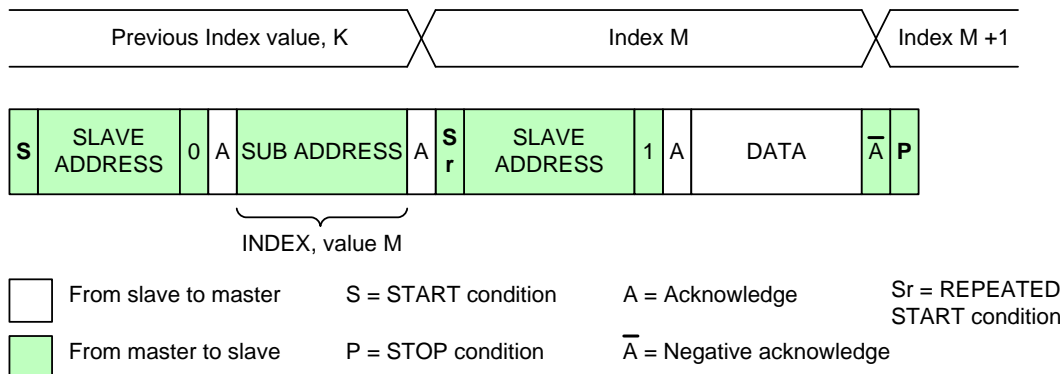 Previous Index value, K Index M Index M +1
S SLAVE ADDRESS 0 A SUB ADDRESS A Sr SLAVE ADDRESS 1 A DATA A̅ P
INDEX, value M
From slave to master S = START condition A = Acknowledge Sr = REPEATED START condition
From master to slave P = STOP condition A̅ = Negative acknowledge